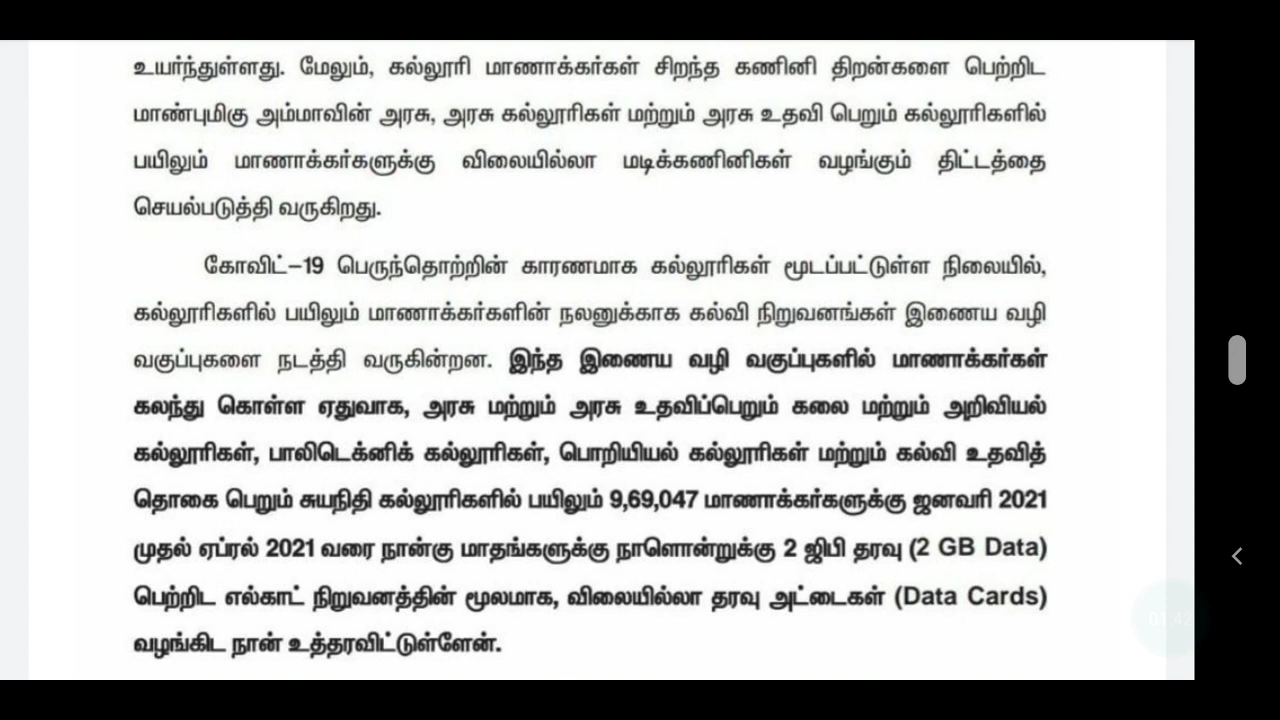 உயர்ந்துள்ளது. மேலும், கல்லூரி மாணாக்கர்கள் சிறந்த கணினி திறன்களை பெற்றிட
மாண்புமிகு அம்மாவின் அரசு, அரசு கல்லூரிகள் மற்றும் அரசு உதவி பெறும் கல்லூரிகளில்
பயிலும் மாணாக்கர்களுக்கு விலையில்லா மடிக்கணினிகள் வழங்கும் திட்டத்தை
செயல்படுத்தி வருகிறது.
கோவிட்–19 பெருந்தொற்றின் காரணமாக கல்லூரிகள் மூடப்பட்டுள்ள நிலையில்,
கல்லூரிகளில் பயிலும் மாணாக்கர்களின் நலனுக்காக கல்வி நிறுவனங்கள் இணைய வழி
வகுப்புகளை நடத்தி வருகின்றன. இந்த இணைய வழி வகுப்புகளில் மாணாக்கர்கள்
கலந்து கொள்ள ஏதுவாக, அரசு மற்றும் அரசு உதவிப்பெறும் கலை மற்றும் அறிவியல்
கல்லூரிகள், பாலிடெக்னிக் கல்லூரிகள், பொறியியல் கல்லூரிகள் மற்றும் கல்வி உதவித்
தொகை பெறும் சுயநிதி கல்லூரிகளில் பயிலும் 9,69,047 மாணாக்கர்களுக்கு ஜனவரி 2021
முதல் ஏப்ரல் 2021 வரை நான்கு மாதங்களுக்கு நாளொன்றுக்கு 2 ஜிபி தரவு (2 GB Data)
பெற்றிட எல்காட் நிறுவனத்தின் மூலமாக, விலையில்லா தரவு அட்டைகள் (Data Cards)
வழங்கிட நான் உத்தரவிட்டுள்ளேன்.
01:42